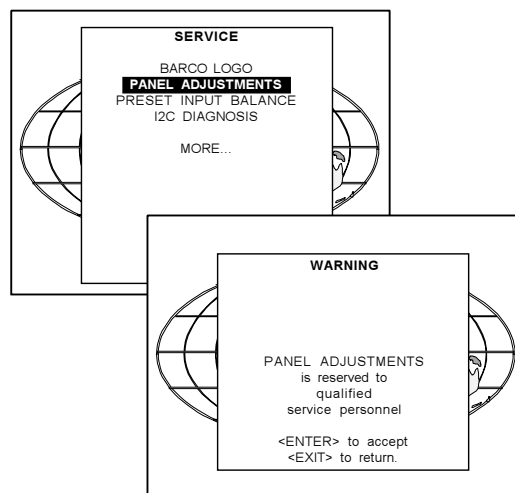 SERVICE
BARCO LOGO
PANEL ADJUSTMENTS
PRESET INPUT BALANCE
I2C DIAGNOSIS
MORE...
WARNING
PANEL ADJUSTMENTS
is reserved to
qualified
service personnel
<ENTER> to accept
<EXIT> to return.